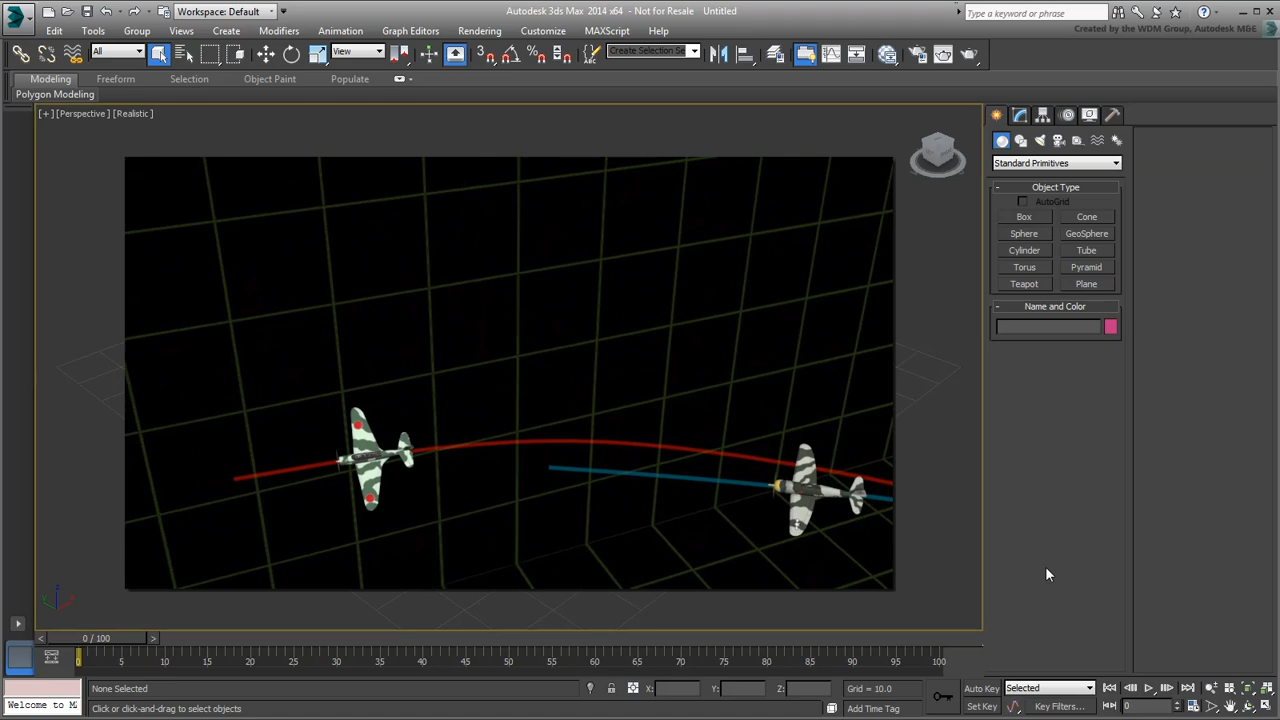 Workspace: Default
Autodesk 3ds Max 2014 x64 - Not for Resale Untitled
Type a keyword or phrase
Edit Tools Group Views Create Modifiers Animation Graph Editors Rendering Customize MAXScript Help
Created by the WDM Group, Autodesk M&E
All View Create Selection Se
Modeling Freeform Selection Object Paint Populate
Polygon Modeling
[+] [Perspective] [Realistic]
Standard Primitives
- Object Type
AutoGrid
Box Cone
Sphere GeoSphere
Cylinder Tube
Torus Pyramid
Teapot Plane
- Name and Color
z
< 0 / 100 >
0 5 10 15 20 25 30 35 40 45 50 55 60 65 70 75 80 85 90 95 100
None Selected X: Y: Z: Grid = 10.0 Auto Key Selected
Welcome to M Click or click-and-drag to select objects Add Time Tag Set Key Key Filters... 0